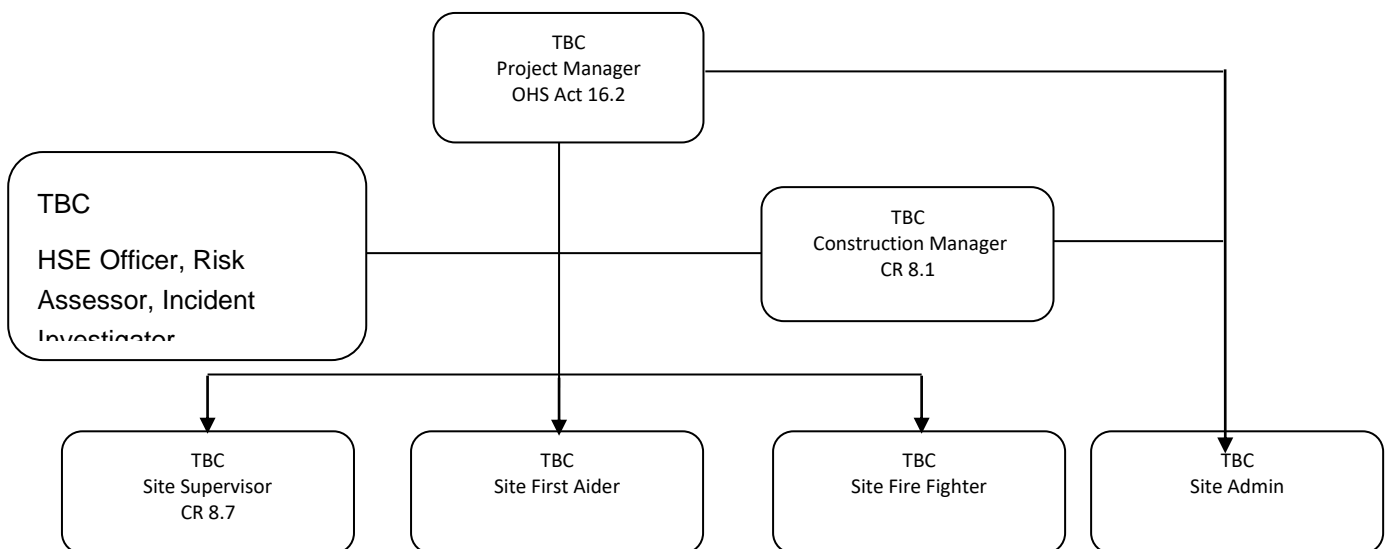 TBC
Project Manager
OHS Act 16.2
TBC
HSE Officer, Risk
Assessor, Incident
Investigator
TBC
Construction Manager
CR 8.1
TBC
Site Supervisor
CR 8.7
TBC
Site First Aider
TBC
Site Fire Fighter
TBC
Site Admin